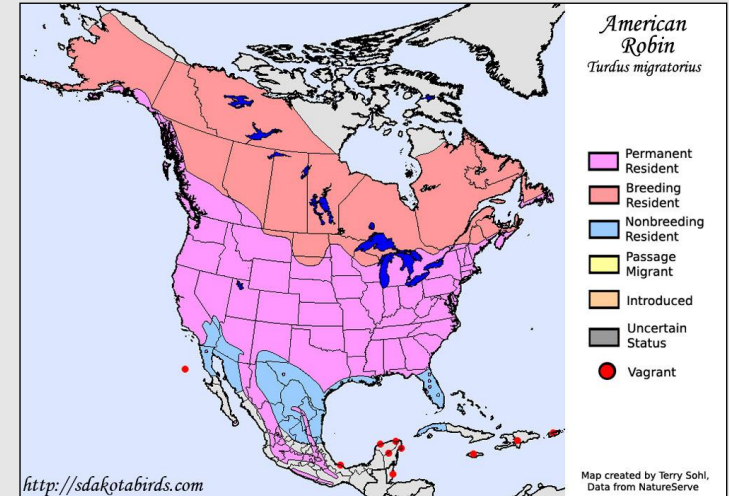 American
Robin
Turdus migratorius
Permanent
Resident
Breeding
Resident
Nonbreeding
Resident
Passage
Migrant
Introduced
Uncertain
Status
Vagrant
http://sdakotabirds.com
Map created by Terry Sohl,
Data from NatureServe